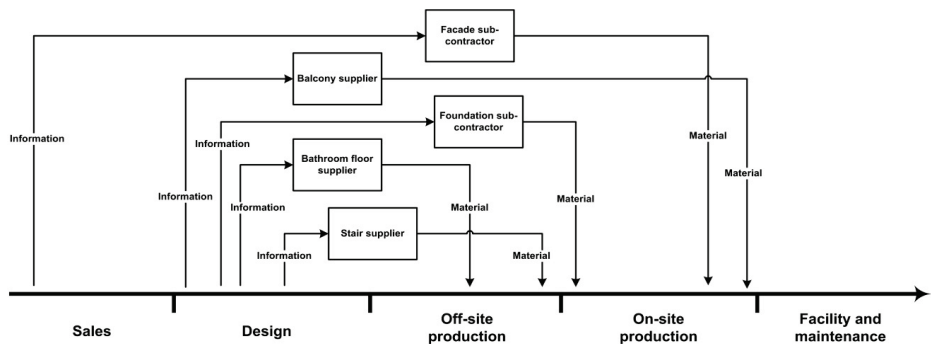 Facade sub-
contractor
Balcony supplier
Foundation sub-
contractor
Information
Information
Material
Bathroom floor
supplier
Material
Information
Information
Material
Material
Stair supplier
Information
Material
Sales
Design
Off-site
production
On-site
production
Facility and
maintenance